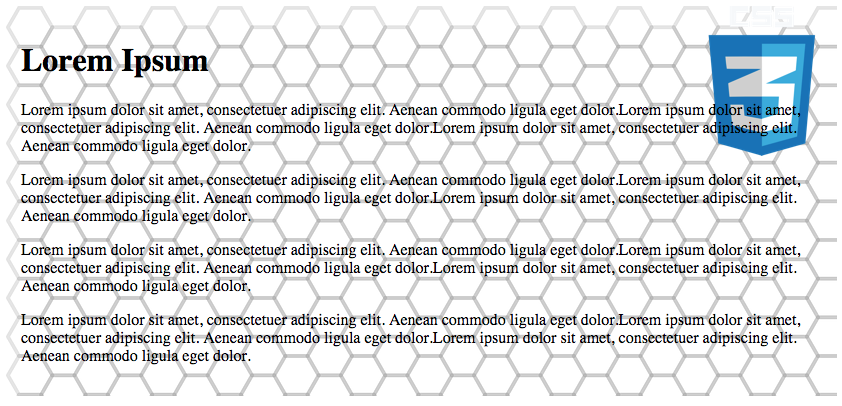 CSS
Lorem Ipsum
Lorem ipsum dolor sit amet, consectetuer adipiscing elit. Aenean commodo ligula eget dolor.Lorem ipsum dolor sit amet,
consectetuer adipiscing elit. Aenean commodo ligula eget dolor.Lorem ipsum dolor sit amet, consectetuer adipiscing elit.
Aenean commodo ligula eget dolor.
Lorem ipsum dolor sit amet, consectetuer adipiscing elit. Aenean commodo ligula eget dolor.Lorem ipsum dolor sit amet,
consectetuer adipiscing elit. Aenean commodo ligula eget dolor.Lorem ipsum dolor sit amet, consectetuer adipiscing elit.
Aenean commodo ligula eget dolor.
Lorem ipsum dolor sit amet, consectetuer adipiscing elit. Aenean commodo ligula eget dolor.Lorem ipsum dolor sit amet,
consectetuer adipiscing elit. Aenean commodo ligula eget dolor.Lorem ipsum dolor sit amet, consectetuer adipiscing elit.
Aenean commodo ligula eget dolor.
Lorem ipsum dolor sit amet, consectetuer adipiscing elit. Aenean commodo ligula eget dolor.Lorem ipsum dolor sit amet,
consectetuer adipiscing elit. Aenean commodo ligula eget dolor.Lorem ipsum dolor sit amet, consectetuer adipiscing elit.
Aenean commodo ligula eget dolor.